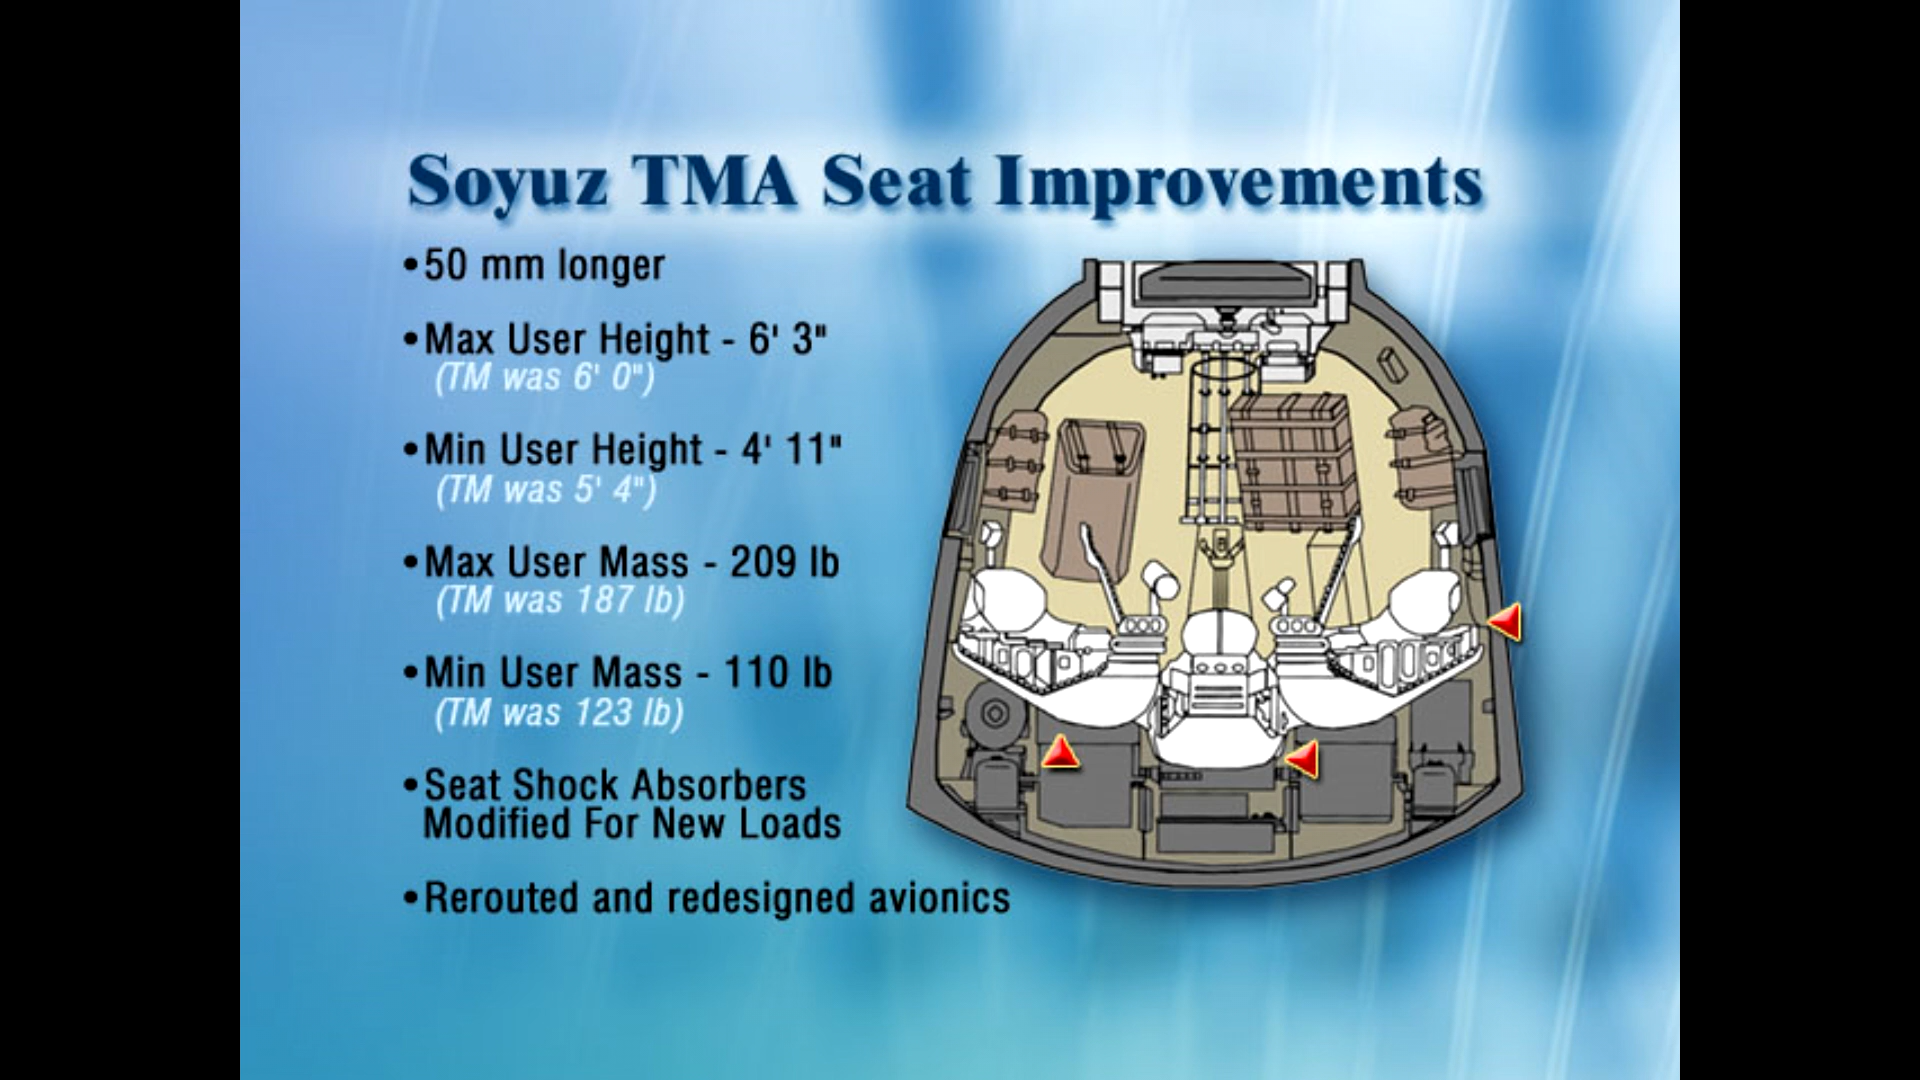 Soyuz TMA Seat Improvements
•50 mm longer
•Max User Height - 6' 3"
(TM was 6' 0")
•Min User Height - 4' 11"
(TM was 5' 4")
•Max User Mass - 209 lb
(TM was 187 lb)
•Min User Mass - 110 lb
(TM was 123 lb)
•Seat Shock Absorbers
Modified For New Loads
•Rerouted and redesigned avionics